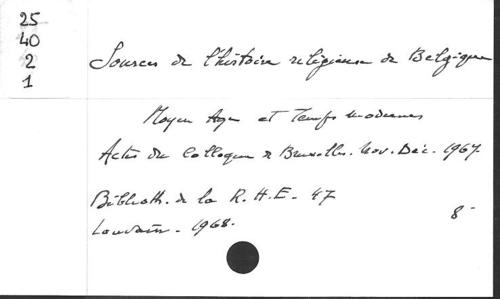 25
40
2
1
Sources de l'histoire religieuse de Belgique
Moyen Age et Temps modernes
Actes du Colloque de Bruxelles. Nov. Déc. 1967.
Biblioth. de la R.H.E. 47
Louvain. 1968.
8°